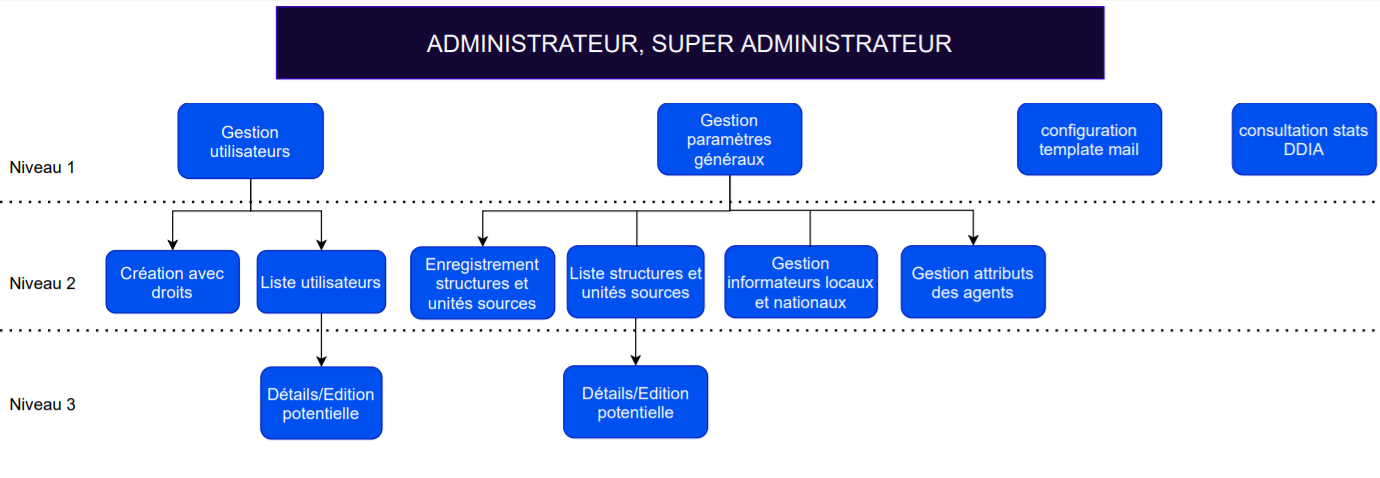 ADMINISTRATEUR, SUPER ADMINISTRATEUR
Gestion
utilisateurs
Gestion
paramètres
généraux
configuration
template mail
consultation stats
DDIA
Niveau 1
Création avec
droits
Liste utilisateurs
Enregistrement
structures et
unités sources
Liste structures et
unités sources
Gestion
informateurs locaux
et nationaux
Gestion attributs
des agents
Niveau 2
Détails/Edition
potentielle
Détails/Edition
potentielle
Niveau 3